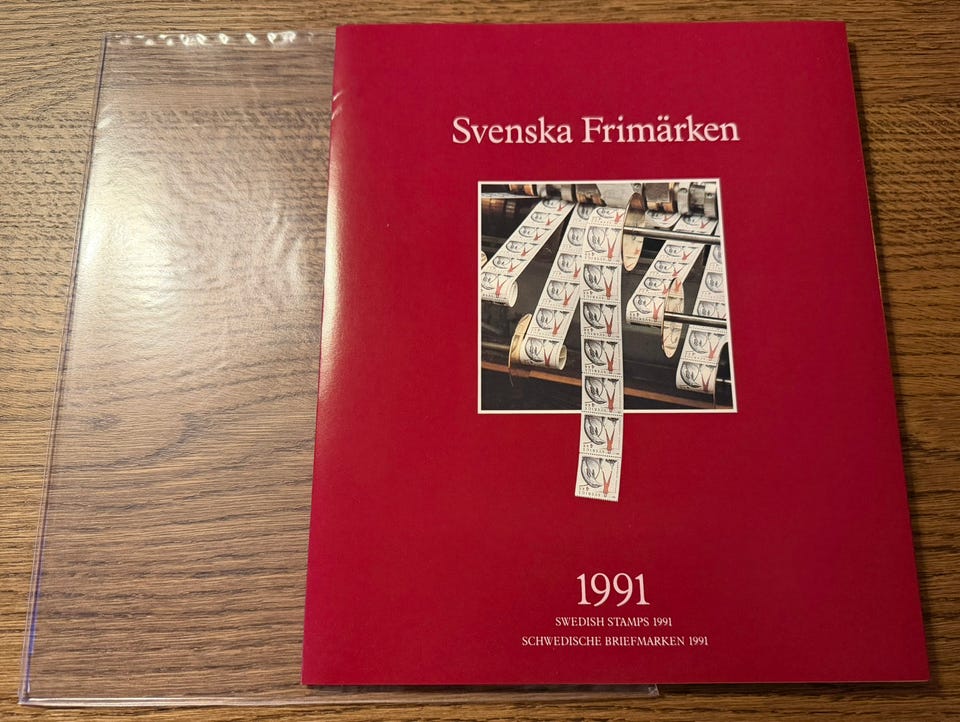 Svenska Frimärken
1991
SWEDISH STAMPS 1991
SCHWEDISCHE BRIEFMARKEN 1991